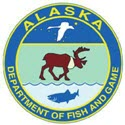 ALASKA
DEPARTMENT OF FISH AND GAME